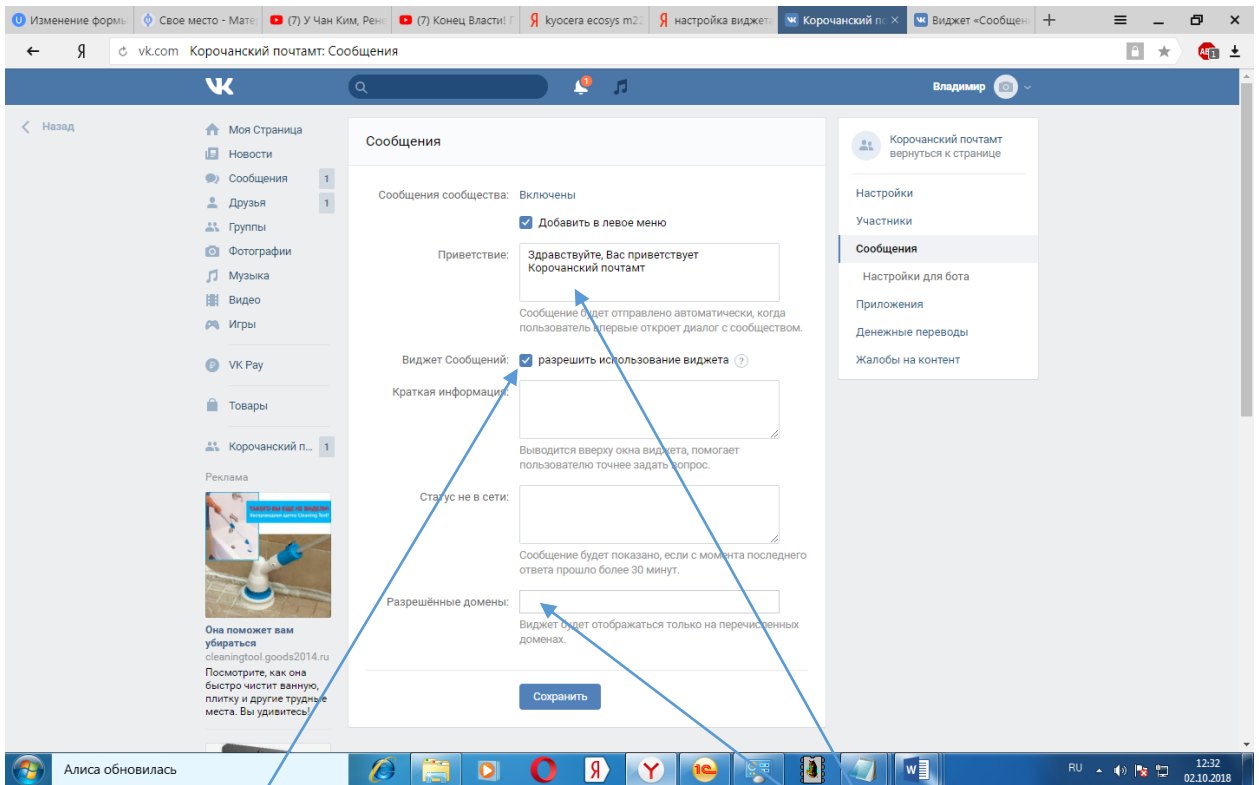 Изменение формы
Свое место - Мате
(7) У Чан Ким, Рене
(7) Конец Власти! Г
kyocera ecosys m22
настройка виджета
Корочанский по
Виджет «Сообщен
vk.com Корочанский почтамт: Сообщения
1
Владимир
Назад
Моя Страница
Новости
Сообщения 1
Друзья 1
Группы
Фотографии
Музыка
Видео
Игры
VK Pay
Товары
Корочанский п... 1
Реклама
Она поможет вам
убираться
cleaningtool.goods2014.ru
Посмотрите, как она
быстро чистит ванную,
плитку и другие трудные
места. Вы удивитесь!
Сообщения
Сообщения сообщества: Включены
Добавить в левое меню
Приветствие: Здравствуйте, Вас приветствует
Корочанский почтамт
Сообщение будет отправлено автоматически, когда
пользователь впервые откроет диалог с сообществом.
Виджет Сообщений: разрешить использование виджета ?
Краткая информация:
Выводится вверху окна виджета, помогает
пользователю точнее задать вопрос.
Статус не в сети:
Сообщение будет показано, если с момента последнего
ответа прошло более 30 минут.
Разрешённые домены:
Виджет будет отображаться только на перечисленных
доменах.
Сохранить
Корочанский почтамт
вернуться к странице
Настройки
Участники
Сообщения
Настройки для бота
Приложения
Денежные переводы
Жалобы на контент
Алиса обновилась
RU
12:32
02.10.2018